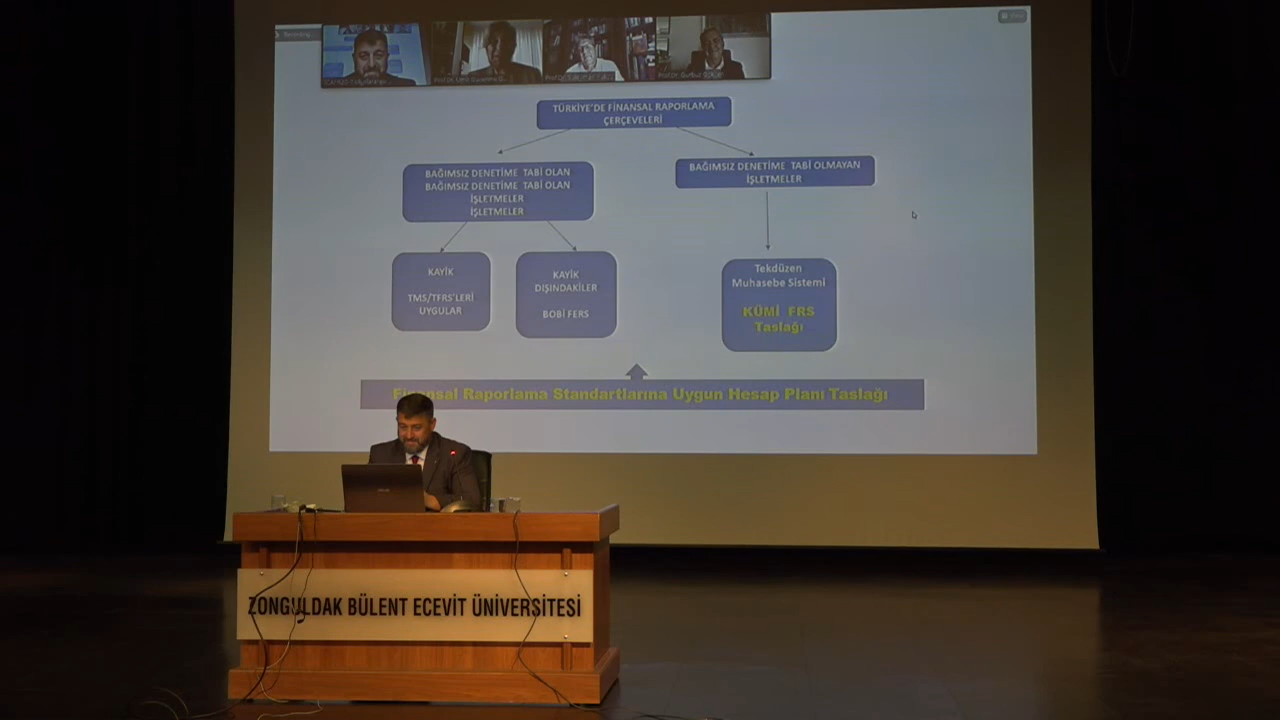 Recording
TÜRKİYE'DE FİNANSAL RAPORLAMA
ÇERÇEVELERİ
BAĞIMSIZ DENETİME TABİ OLAN
BAĞIMSIZ DENETİME TABİ OLAN
İŞLETMELER
İŞLETMELER
BAĞIMSIZ DENETİME TABİ OLMAYAN
İŞLETMELER
KAYİK
TMS/TFRS'LERİ
UYGULAR
KAYİK
DIŞINDAKİLER
BOBİ FERS
Tekdüzen
Muhasebe Sistemi
KÜMİ FRS
Taslağı
Finansal Raporlama Standartlarına Uygun Hesap Planı Taslağı
ZONGULDAK BÜLENT ECEVİT ÜNİVERSİTESİ